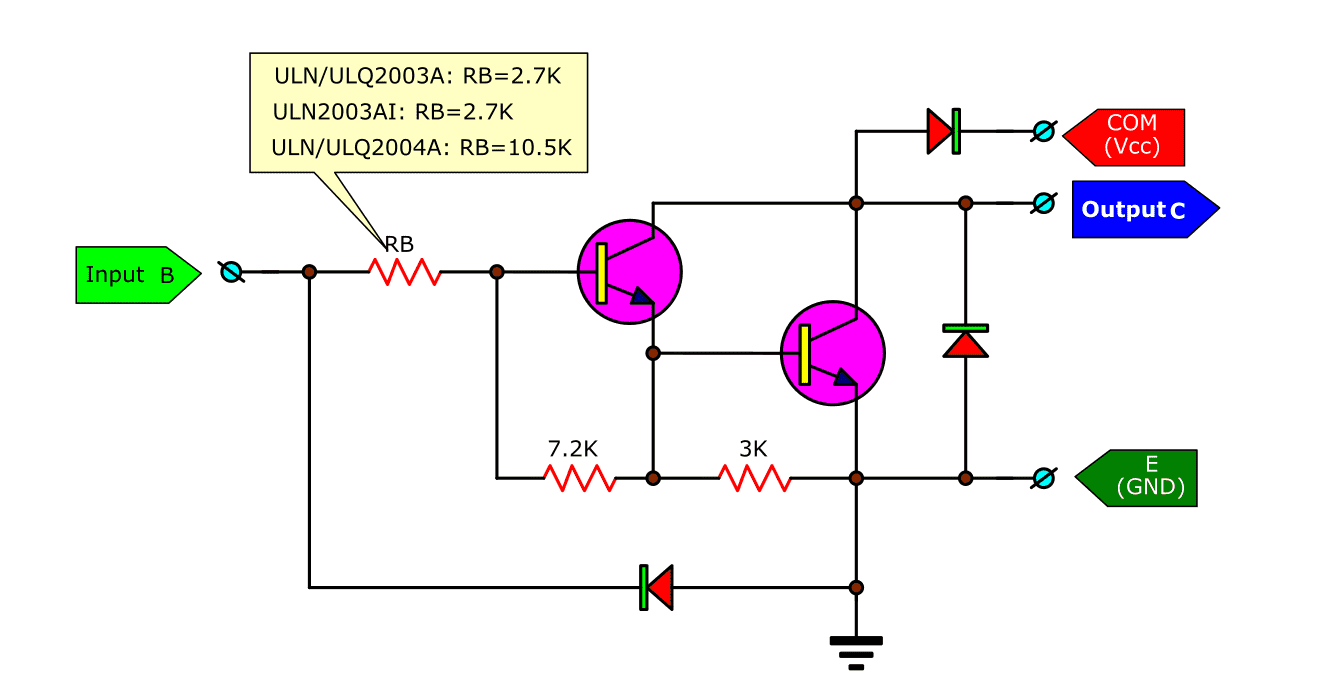 ULN/ULQ2003A: RB=2.7K
ULN2003AI: RB=2.7K
ULN/ULQ2004A: RB=10.5K
COM
(Vcc)
Output C
RB
Input B
7.2K
3K
E
(GND)